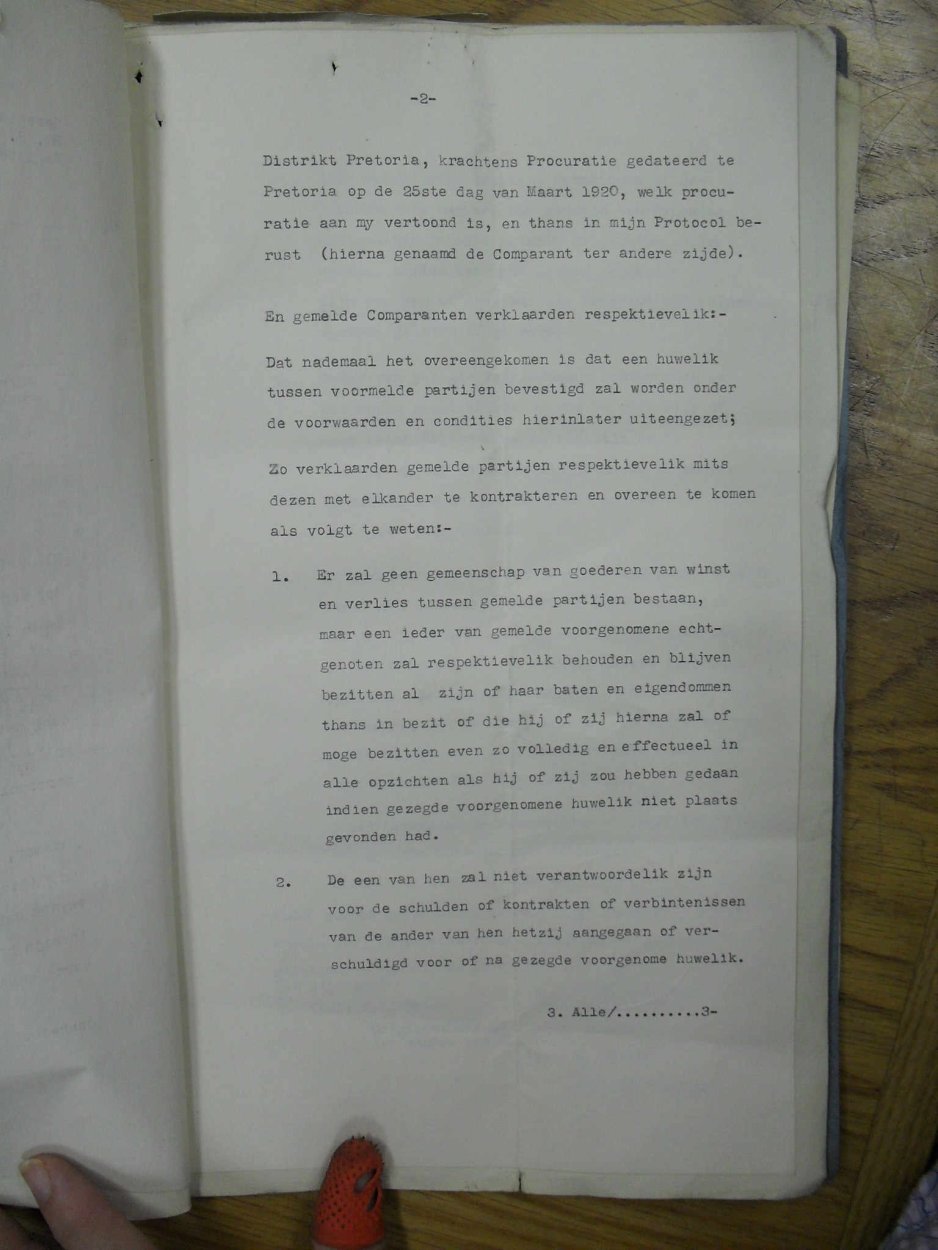 -2-
Distrikt Pretoria, krachtens Procuratie gedateerd te
Pretoria op de 25ste dag van Maart 1920, welk procu-
ratie aan my vertoond is, en thans in mijn Protocol be-
rust (hierna genaamd de Comparant ter andere zijde).
En gemelde Comparanten verklaarden respektievelik:-
Dat nademaal het overeengekomen is dat een huwelik
tussen voormelde partijen bevestigd zal worden onder
de voorwaarden en condities hierinlater uiteengezet;
Zo verklaarden gemelde partijen respektievelik mits
dezen met elkander te kontrakteren en overeen te komen
als volgt te weten:-
1. Er zal geen gemeenschap van goederen van winst
en verlies tussen gemelde partijen bestaan,
maar een ieder van gemelde voorgenomene echt-
genoten zal respektievelik behouden en blijven
bezitten al zijn of haar baten en eigendommen
thans in bezit of die hij of zij hierna zal of
moge bezitten even zo volledig en effectueel in
alle opzichten als hij of zij zou hebben gedaan
indien gezegde voorgenomene huwelik niet plaats
gevonden had.
2. De een van hen zal niet verantwoordelik zijn
voor de schulden of kontrakten of verbintenissen
van de ander van hen hetzij aangegaan of ver-
schuldigd voor of na gezegde voorgenome huwelik.
3. Alle/..........3-